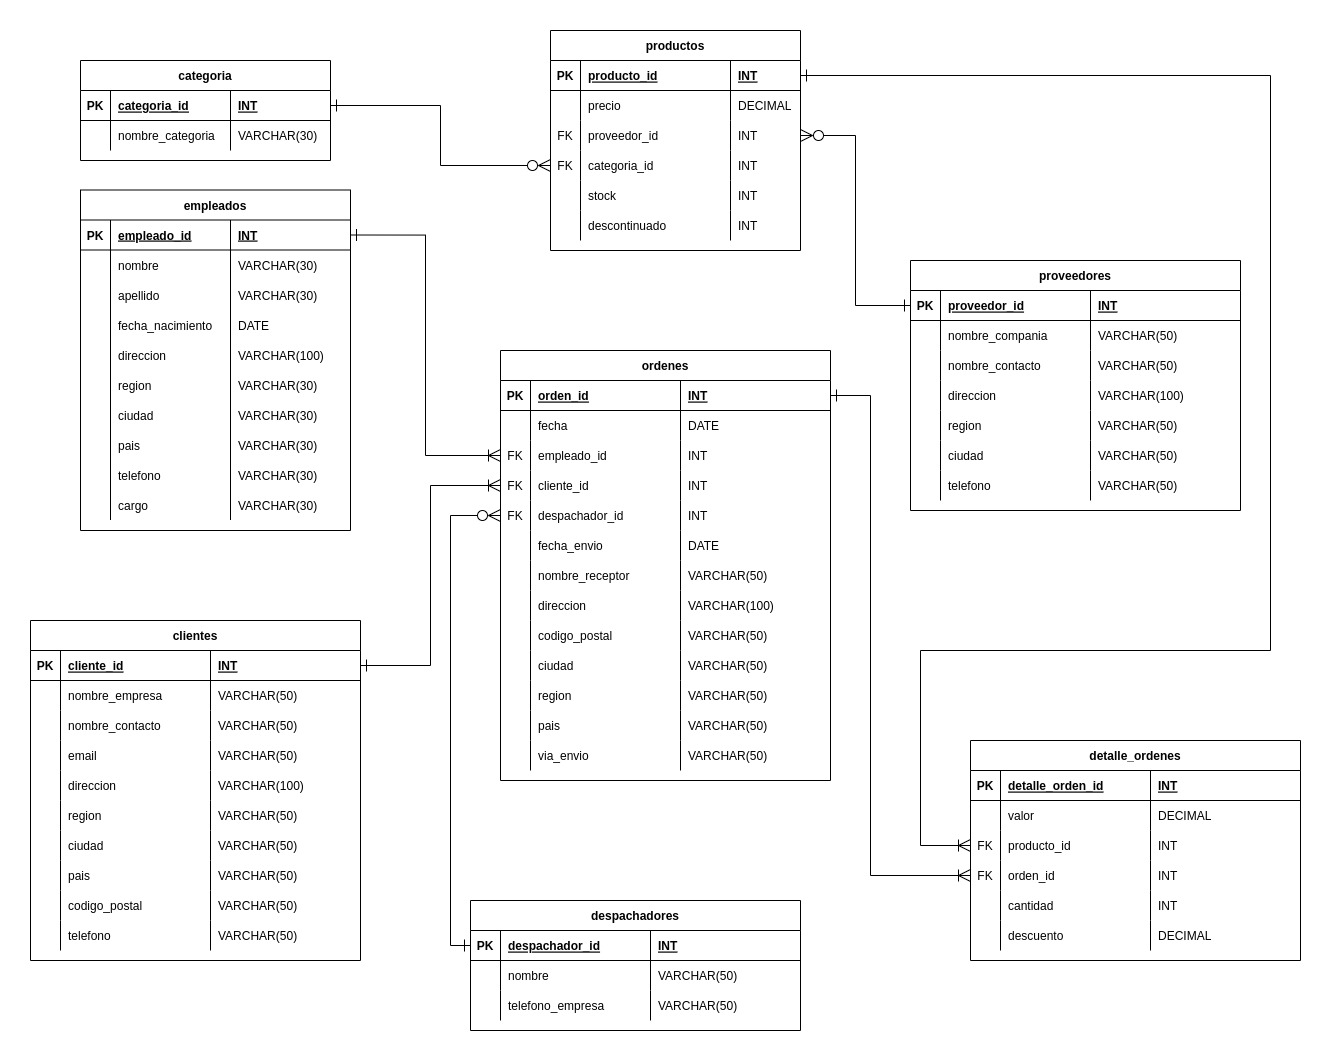 categoria
PK categoria_id INT
nombre_categoria VARCHAR(30)
productos
PK producto_id INT
precio DECIMAL
FK proveedor_id INT
FK categoria_id INT
stock INT
descontinuado INT
empleados
PK empleado_id INT
nombre VARCHAR(30)
apellido VARCHAR(30)
fecha_nacimiento DATE
direccion VARCHAR(100)
region VARCHAR(30)
ciudad VARCHAR(30)
pais VARCHAR(30)
telefono VARCHAR(30)
cargo VARCHAR(30)
proveedores
PK proveedor_id INT
nombre_compania VARCHAR(50)
nombre_contacto VARCHAR(50)
direccion VARCHAR(100)
region VARCHAR(50)
ciudad VARCHAR(50)
telefono VARCHAR(50)
ordenes
PK orden_id INT
fecha DATE
FK empleado_id INT
FK cliente_id INT
FK despachador_id INT
fecha_envio DATE
nombre_receptor VARCHAR(50)
direccion VARCHAR(100)
codigo_postal VARCHAR(50)
ciudad VARCHAR(50)
region VARCHAR(50)
pais VARCHAR(50)
via_envio VARCHAR(50)
clientes
PK cliente_id INT
nombre_empresa VARCHAR(50)
nombre_contacto VARCHAR(50)
email VARCHAR(50)
direccion VARCHAR(100)
region VARCHAR(50)
ciudad VARCHAR(50)
pais VARCHAR(50)
codigo_postal VARCHAR(50)
telefono VARCHAR(50)
detalle_ordenes
PK detalle_orden_id INT
valor DECIMAL
FK producto_id INT
FK orden_id INT
cantidad INT
descuento DECIMAL
despachadores
PK despachador_id INT
nombre VARCHAR(50)
telefono_empresa VARCHAR(50)